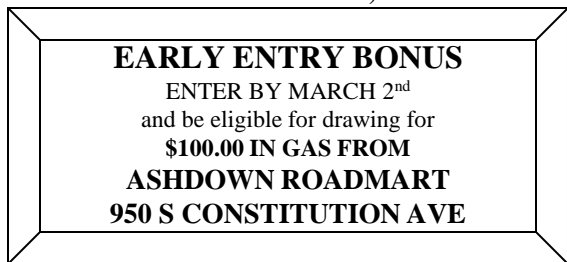 EARLY ENTRY BONUS
ENTER BY MARCH 2nd
and be eligible for drawing for
$100.00 IN GAS FROM
ASHDOWN ROADMART
950 S CONSTITUTION AVE